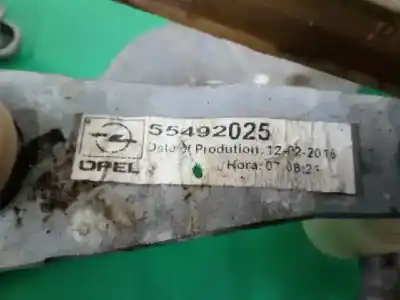 55492025
Date of Prodution: 12-02-2016
OPEL
Hora: 07:08:21